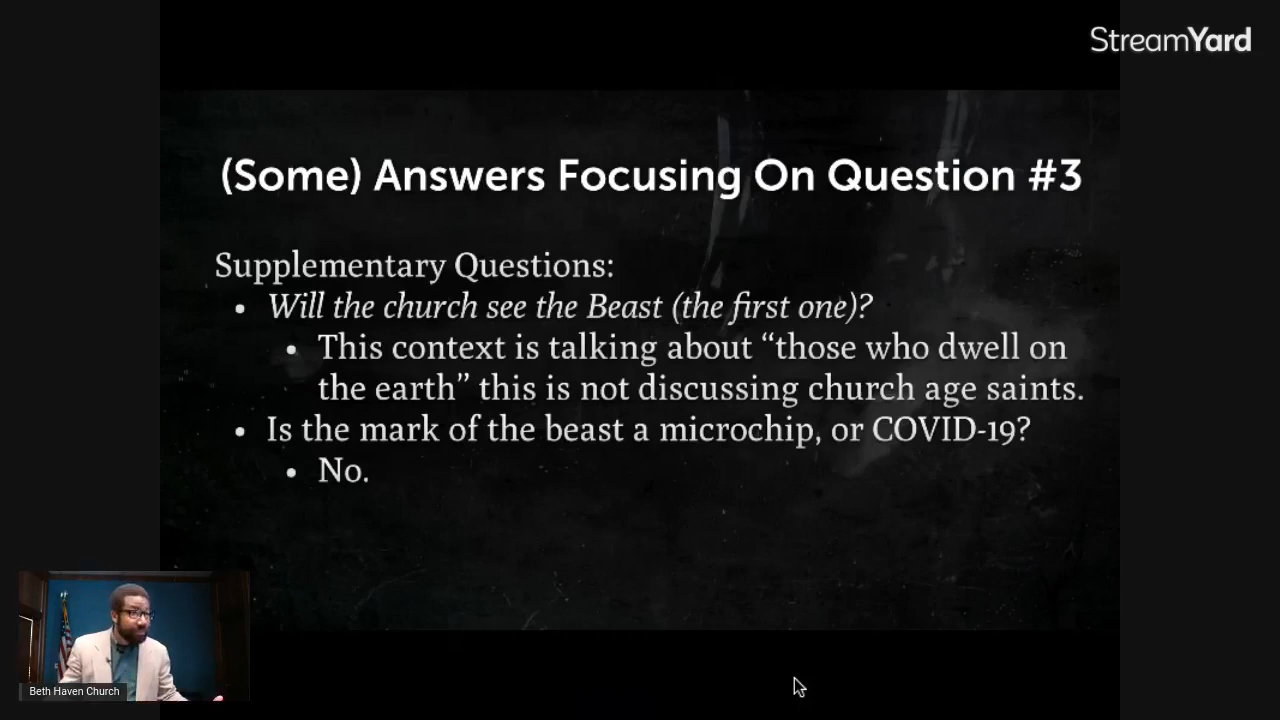 StreamYard
(Some) Answers Focusing On Question #3
Supplementary Questions:
• Will the church see the Beast (the first one)?
• This context is talking about “those who dwell on
the earth” this is not discussing church age saints.
• Is the mark of the beast a microchip, or COVID-19?
• No.
Beth Haven Church